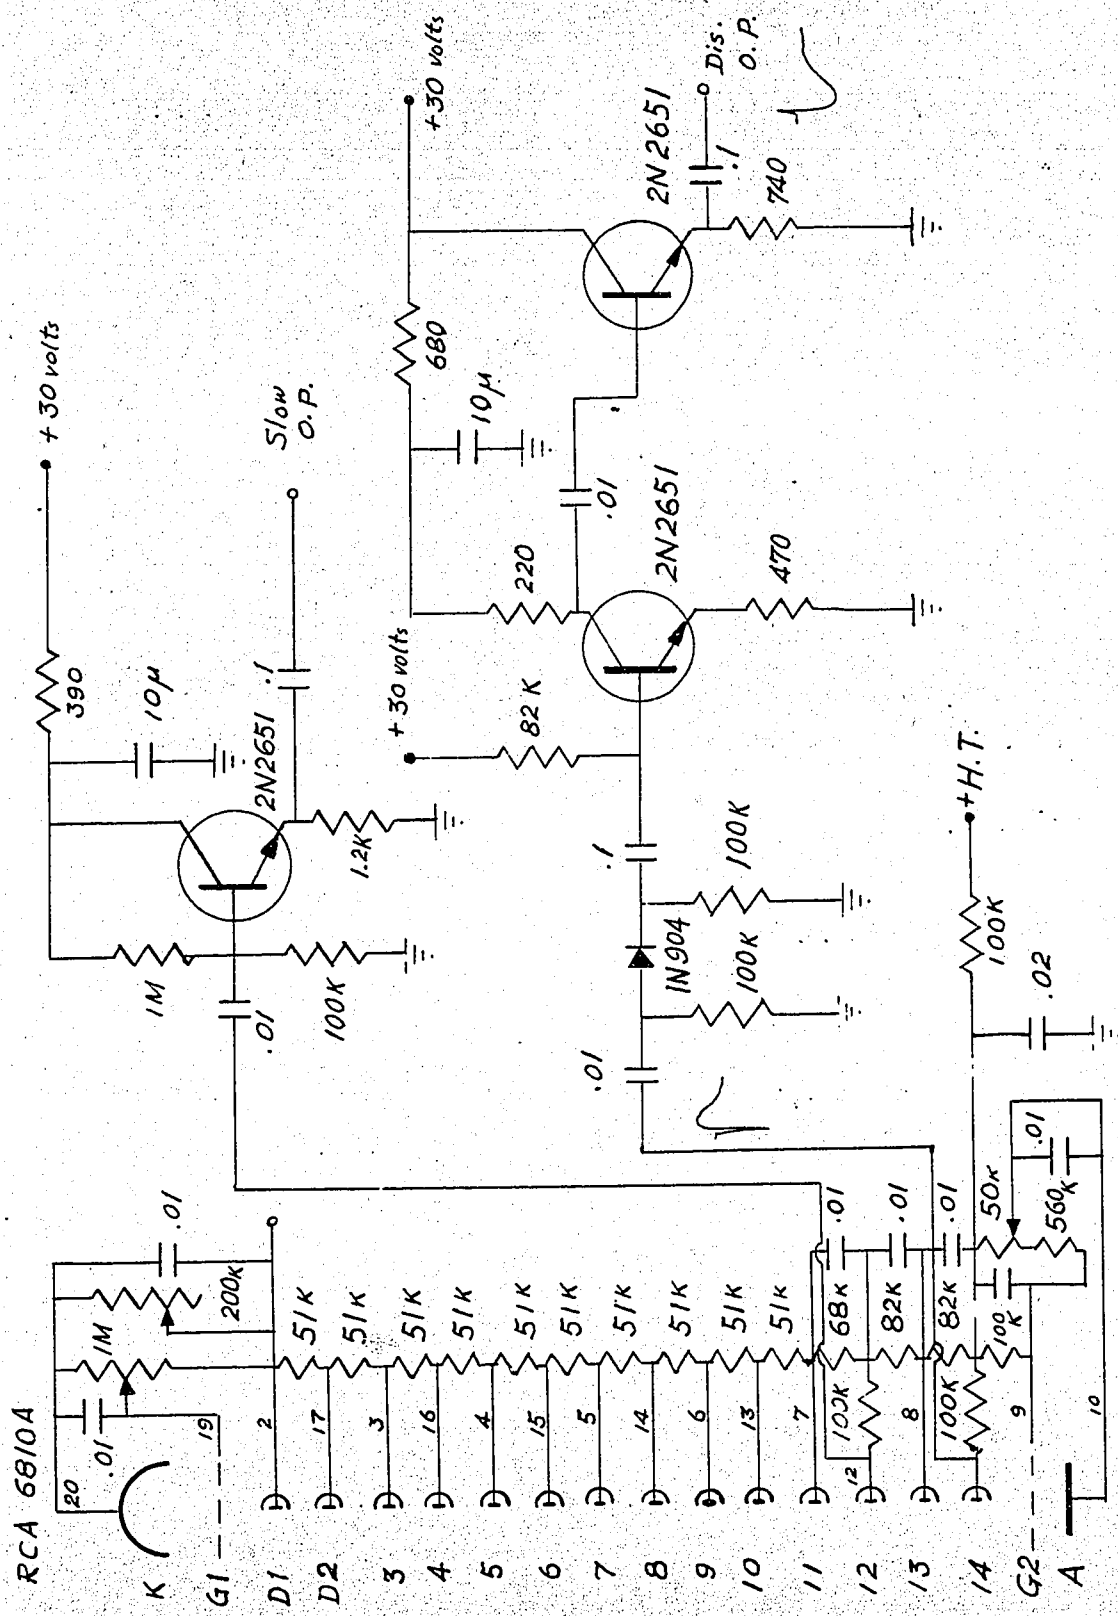 RCA 6810A
K
G1
D1
D2
3
4
5
6
7
8
9
10
11
12
13
14
G2
A
20
19
2
17
3
16
4
15
5
14
6
13
7
12
8
9
10
.01
1M
200K
.01
51K
51K
51K
51K
51K
51K
51K
51K
51K
51K
68K
82K
82K
100K
100K
100K
.01
.01
.01
50K
560K
.01
.02
100K
+H.T.
.01
1M
100K
2N2651
10μ
390
+30 volts
1.2K
.1
Slow
O.P.
.01
100K
1N904
100K
.1
82K
+30 volts
2N2651
220
470
.01
10μ
680
+30 volts
2N2651
740
.1
Dis.
O.P.